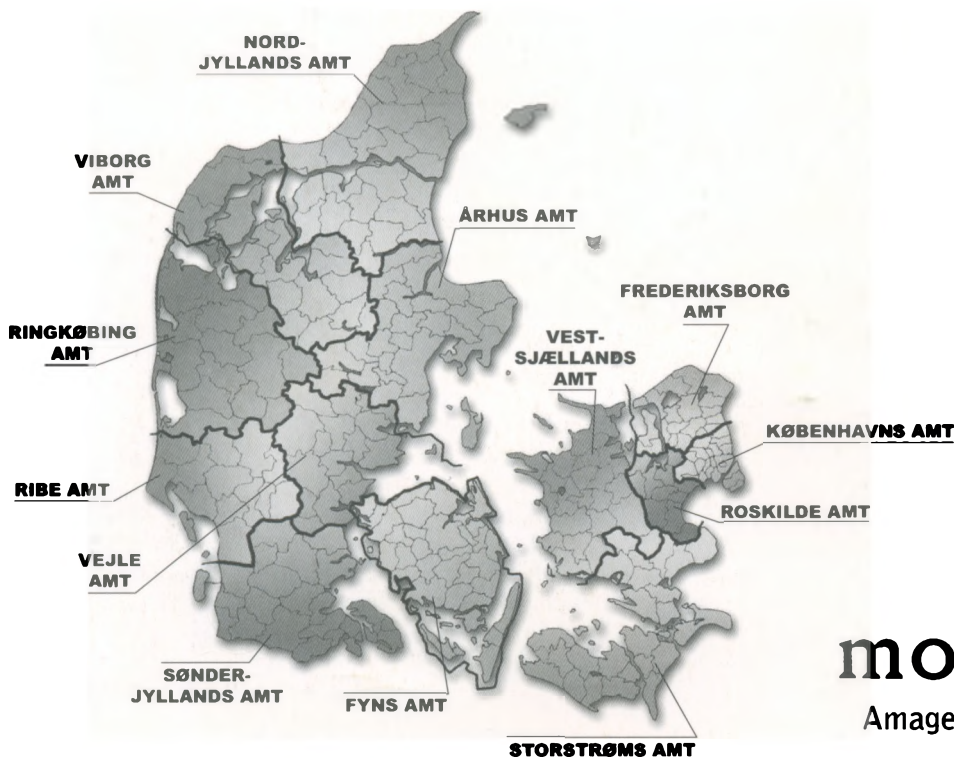 NORD-
JYLLANDS AMT
VIBORG
AMT
ÅRHUS AMT
FREDERIKSBORG
AMT
RINGKØBING
AMT
VEST-
SJÆLLANDS
AMT
KØBENHAVNS AMT
RIBE AMT
ROSKILDE AMT
VEJLE
AMT
SØNDER-
JYLLANDS AMT
FYNS AMT
STORSTRØMS AMT
mo
Amage